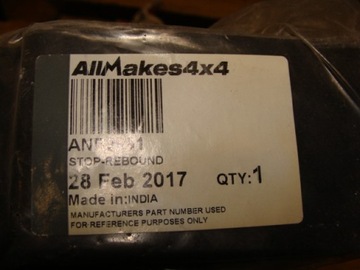 AllMakes4x4
STOP-REBOUND
28 Feb 2017 QTY:1
Made in:INDIA
MANUFACTURERS PART NUMBER USED
FOR REFERENCE PURPOSES ONLY